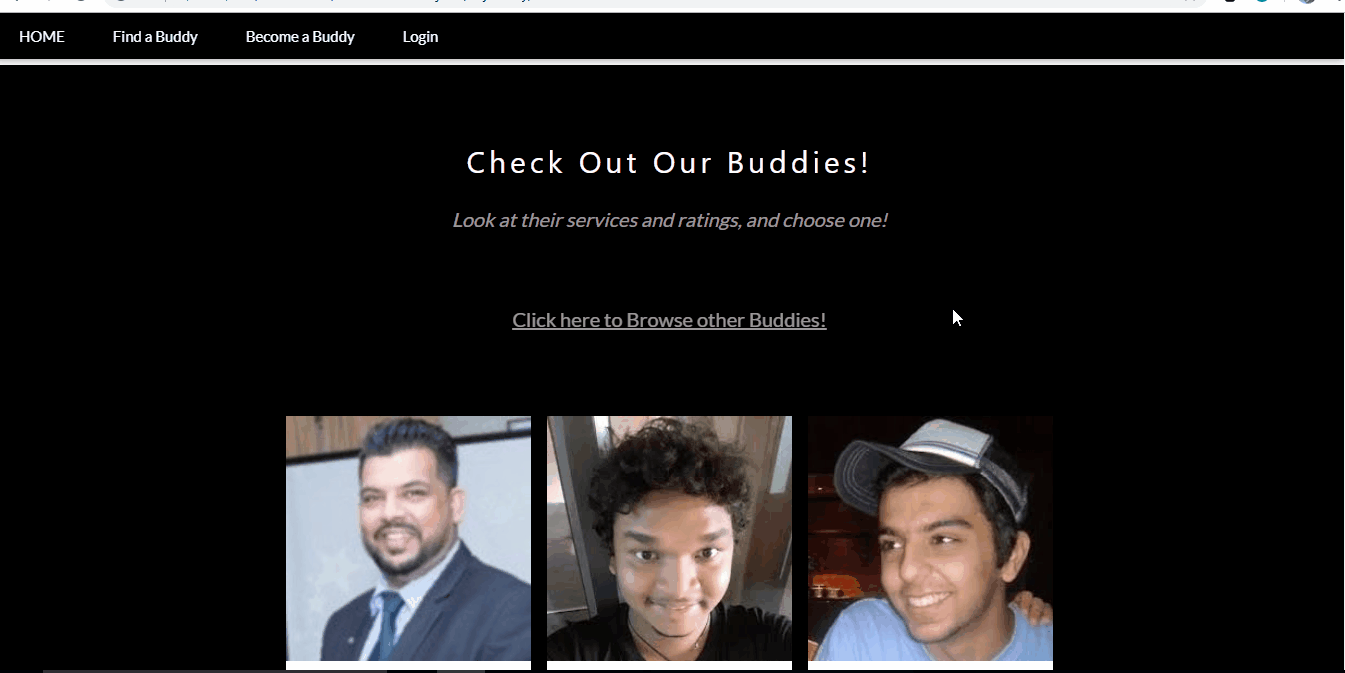 HOME Find a Buddy Become a Buddy Login
Check Out Our Buddies!
Look at their services and ratings, and choose one!
Click here to Browse other Buddies!